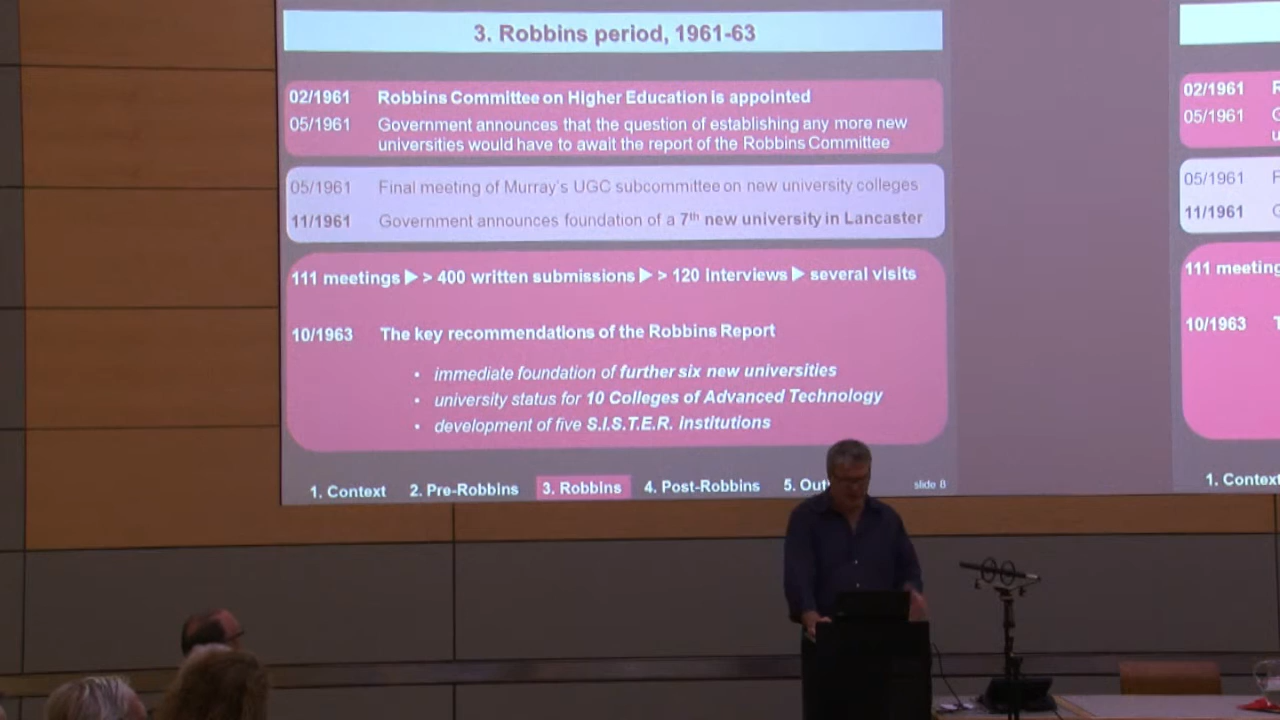 3. Robbins period, 1961-63
02/1961 Robbins Committee on Higher Education is appointed
05/1961 Government announces that the question of establishing any more new
universities would have to await the report of the Robbins Committee
05/1961 Final meeting of Murray's UGC subcommittee on new university colleges
11/1961 Government announces foundation of a 7th new university in Lancaster
111 meetings ▶ > 400 written submissions ▶ > 120 interviews ▶ several visits
10/1963 The key recommendations of the Robbins Report
• immediate foundation of further six new universities
• university status for 10 Colleges of Advanced Technology
• development of five S.I.S.T.E.R. institutions
1. Context 2. Pre-Robbins 3. Robbins 4. Post-Robbins 5. Out
slide 8
02/1961
05/1961
05/1961
11/1961
111 meeting
10/1963
1. Context